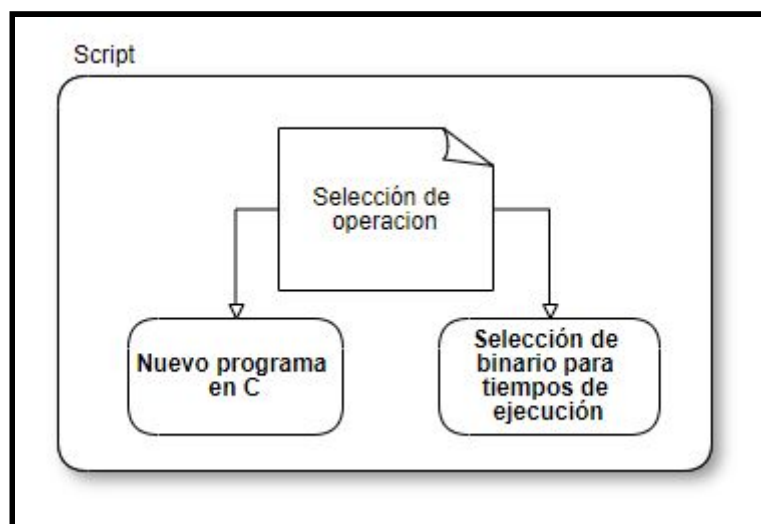 Script
Selección de
operacion
Nuevo programa
en C
Selección de
binario para
tiempos de
ejecución